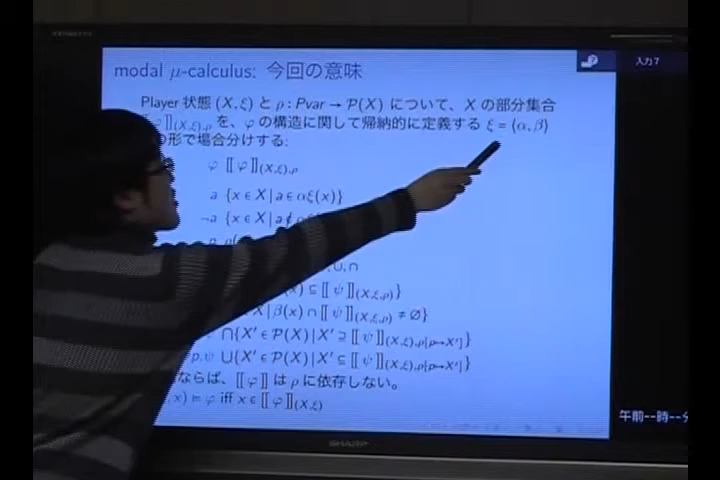 modal μ-calculus: 今回の意味
入力7
Player 状態 (X, ξ) と ρ : Pvar → P(X) について、X の部分集合
]](X,ξ),ρ を、φ の構造に関して帰納的に定義する ξ = ⟨α, β⟩
の形で場合分けする:
φ [[φ]](X,ξ),ρ
a {x ∈ X | a ∈ αξ(x)}
¬a {x ∈ X | a ∉
p
∪, ∩
(x) ⊆ [[ψ]](X,ξ,ρ)}
X | β(x) ∩ [[ψ]](X,ξ,ρ) ≠ ∅}
⋂{X' ∈ P(X) | X' ⊇ [[ψ]](X,ξ),ρ[p↦X']}
p.ψ ⋃{X' ∈ P(X) | X' ⊆ [[ψ]](X,ξ),ρ[p↦X']}
ならば、[[φ]] は ρ に依存しない。
x) ⊨ φ iff x ∈ [[φ]](X,ξ)
午前--時--分
SHARP